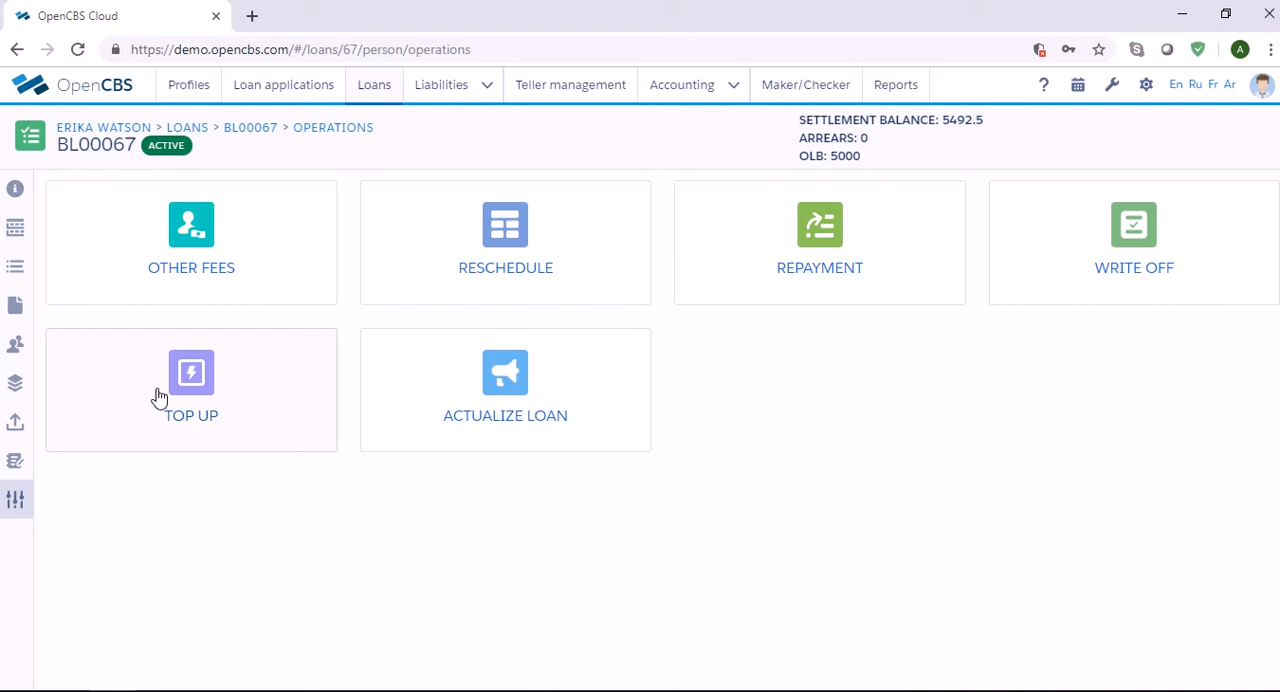 OpenCBS Cloud
https://demo.opencbs.com/#/loans/67/person/operations
A
OpenCBS
Profiles
Loan applications
Loans
Liabilities
Teller management
Accounting
Maker/Checker
Reports
?
En Ru Fr Ar
ERIKA WATSON > LOANS > BL00067 > OPERATIONS
BL00067 ACTIVE
SETTLEMENT BALANCE: 5492.5
ARREARS: 0
OLB: 5000
OTHER FEES
RESCHEDULE
REPAYMENT
WRITE OFF
TOP UP
ACTUALIZE LOAN